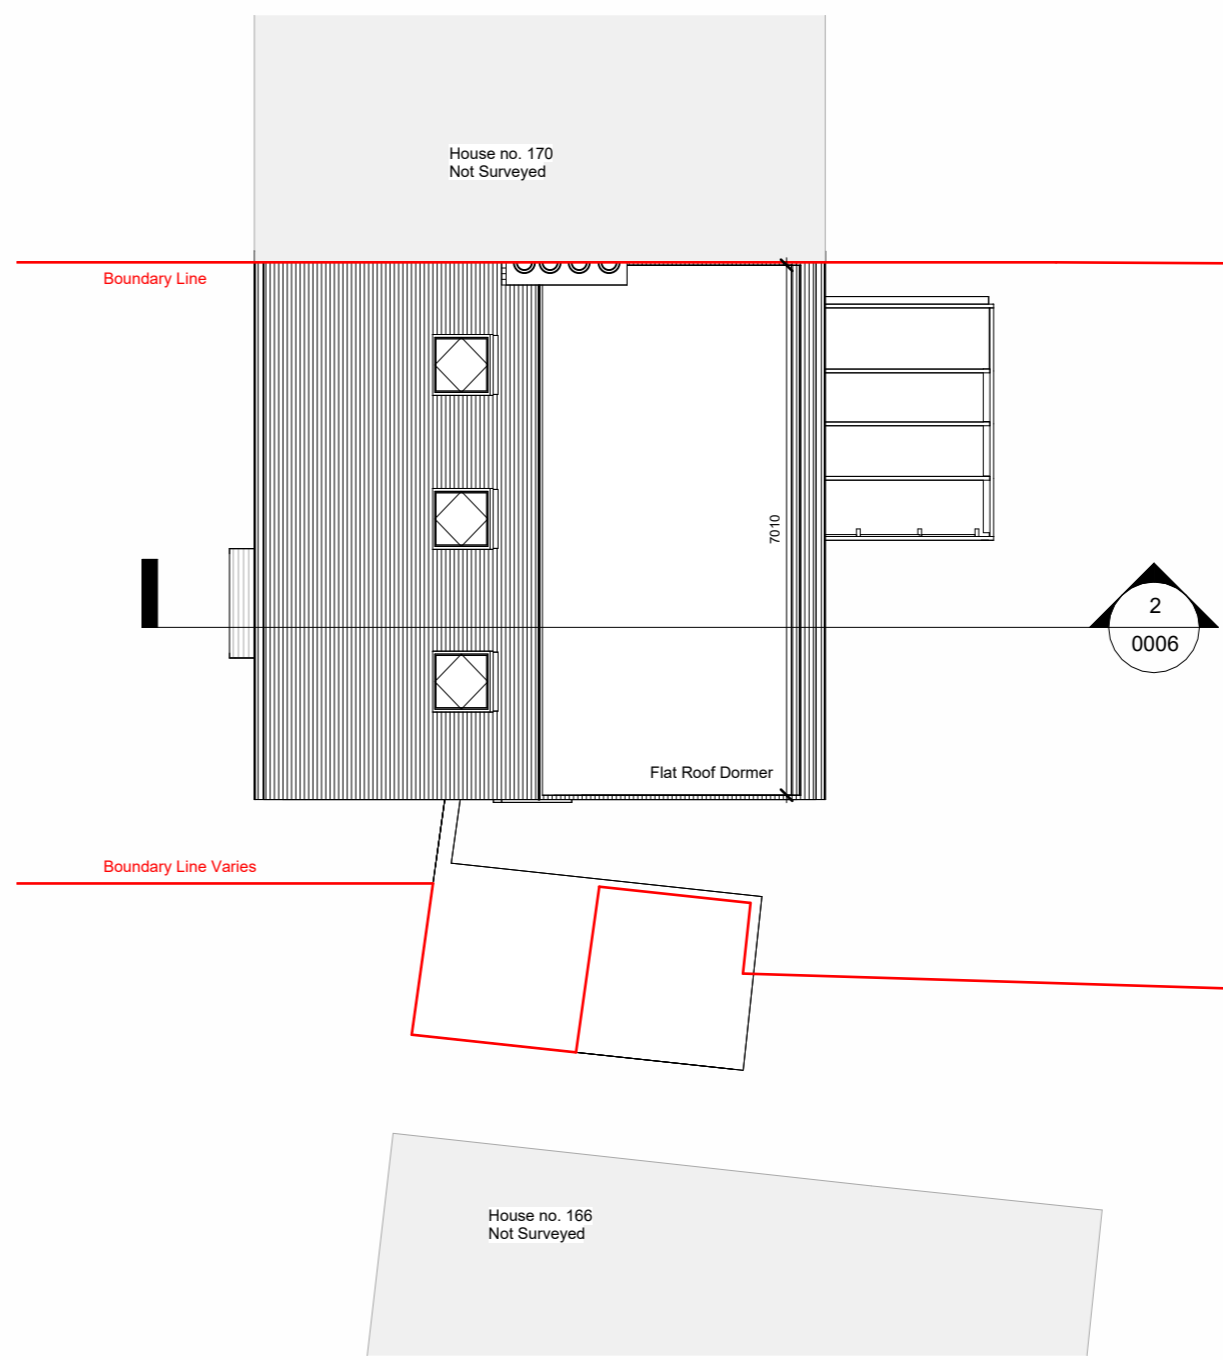 House no. 170
Not Surveyed
Boundary Line
7010
2
0006
Flat Roof Dormer
Boundary Line Varies
House no. 166
Not Surveyed